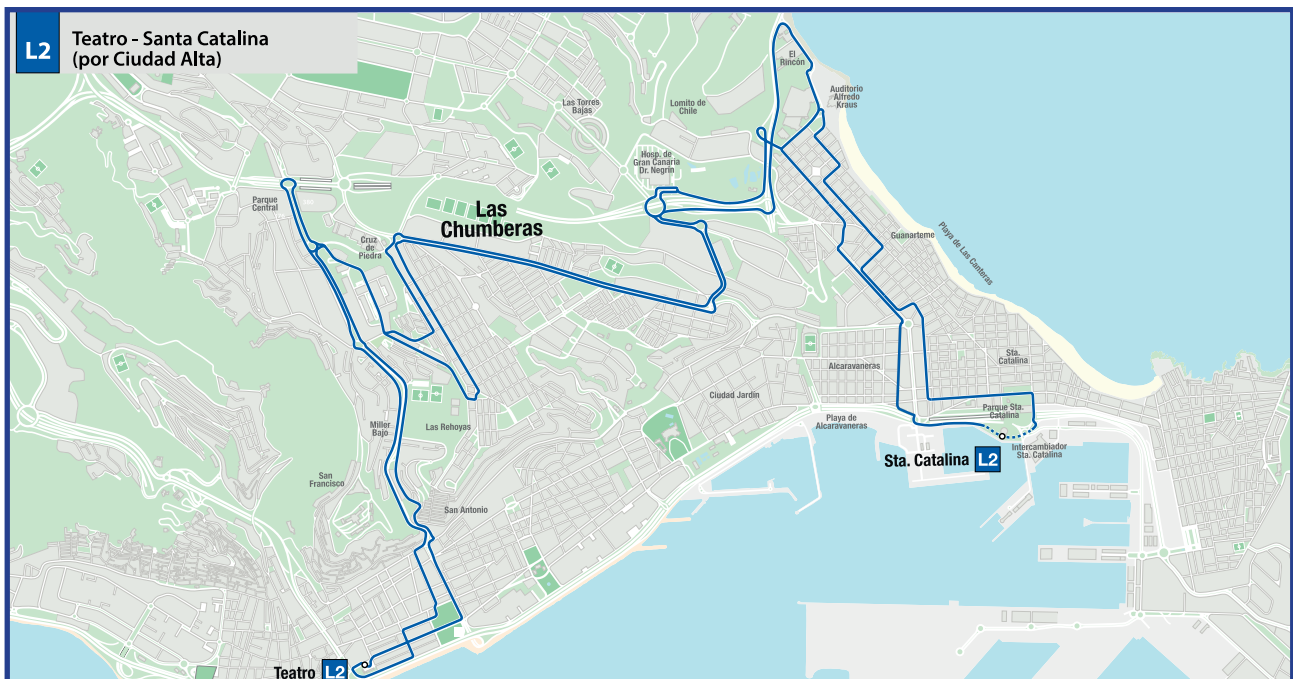 L2
Teatro - Santa Catalina
(por Ciudad Alta)
El
Rincón
Auditorio
Alfredo
Kraus
Las Torres
Bajas
Lomito de
Chile
Hosp. de
Gran Canaria
Dr. Negrín
Parque
Central
Las
Chumberas
Cruz
de
Piedra
Guanarteme
Playa de Las Canteras
Sta.
Catalina
Alcaravaneras
Ciudad Jardín
Parque Sta.
Catalina
Playa de
Alcaravaneras
Miller
Bajo
Las Rehoyas
Intercambiador
Sta. Catalina
Sta. Catalina L2
San
Francisco
San Antonio
Teatro L2